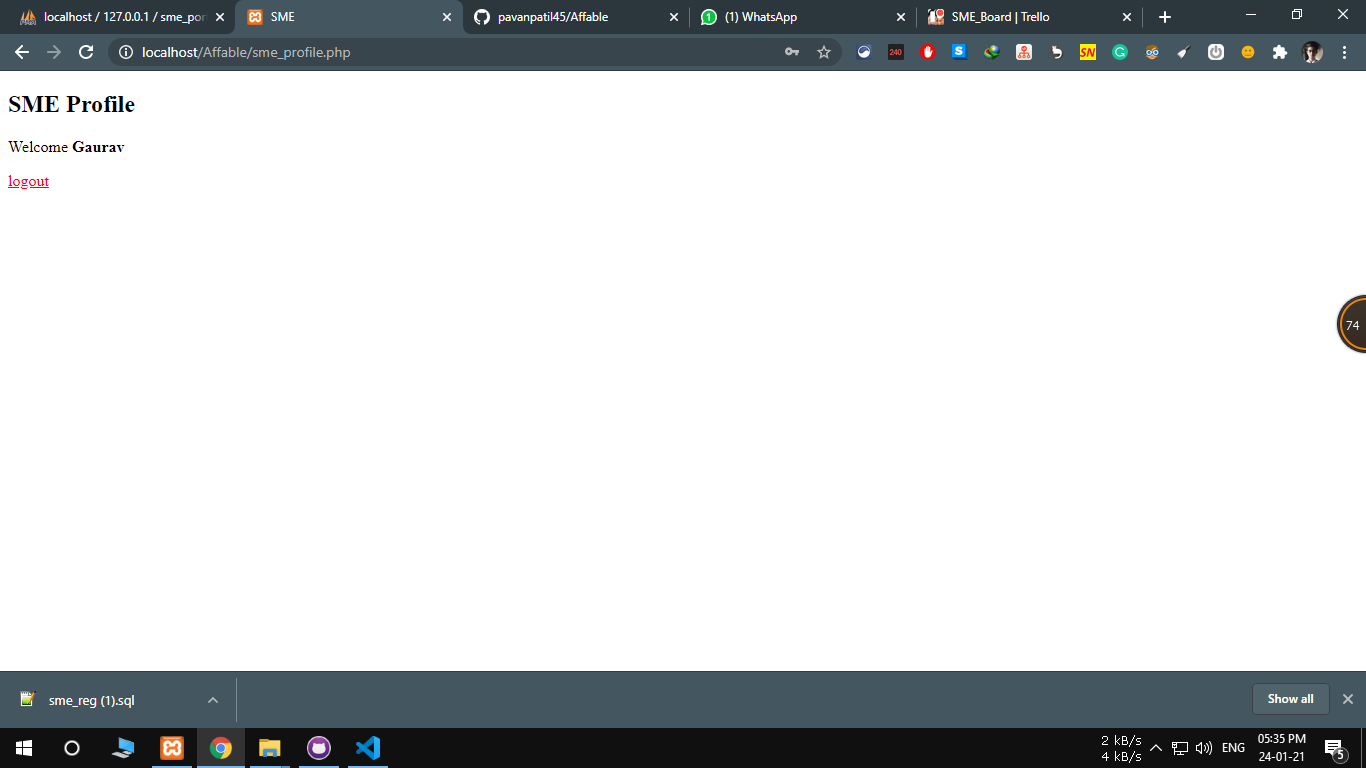 localhost / 127.0.0.1 / sme_por
SME
pavanpatil45/Affable
(1) WhatsApp
SME_Board | Trello
localhost/Affable/sme_profile.php
240
S
SN
G
SME Profile
Welcome Gaurav
logout
74
sme_reg (1).sql
Show all
2 kB/s
4 kB/s
ENG
05:35 PM
24-01-21
5